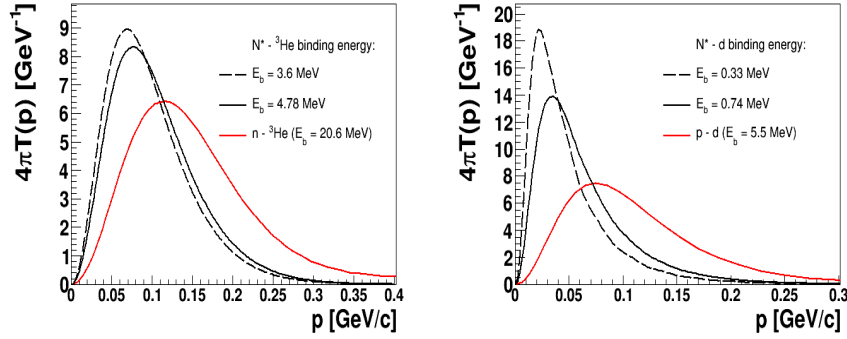 4πT(p) [GeV⁻¹]
9
8
7
6
5
4
3
2
1
0
N* - ³He binding energy:
E_b = 3.6 MeV
E_b = 4.78 MeV
n - ³He (E_b = 20.6 MeV)
0 0.05 0.1 0.15 0.2 0.25 0.3 0.35 0.4
p [GeV/c]
4πT(p) [GeV⁻¹]
20
18
16
14
12
10
8
6
4
2
0
N* - d binding energy:
E_b = 0.33 MeV
E_b = 0.74 MeV
p - d (E_b = 5.5 MeV)
0 0.05 0.1 0.15 0.2 0.25 0.3
p [GeV/c]